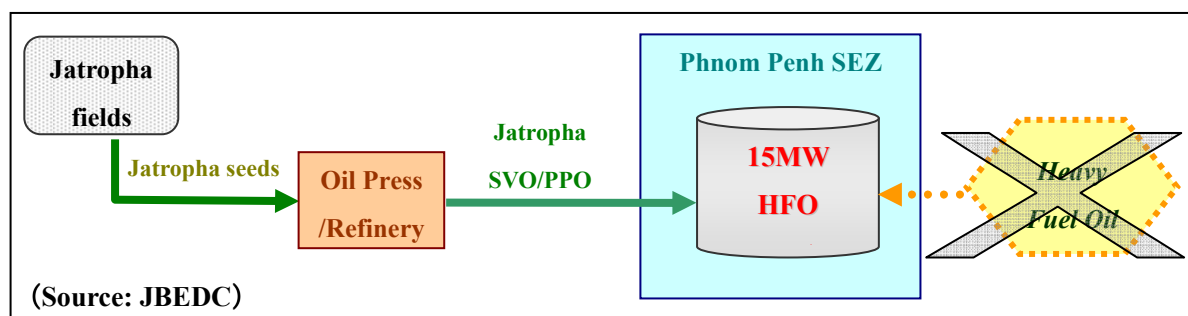 Jatropha
fields
Jatropha seeds
Oil Press
/Refinery
Jatropha
SVO/PPO
Phnom Penh SEZ
15MW
HFO
Heavy
Fuel Oil
（Source: JBEDC）